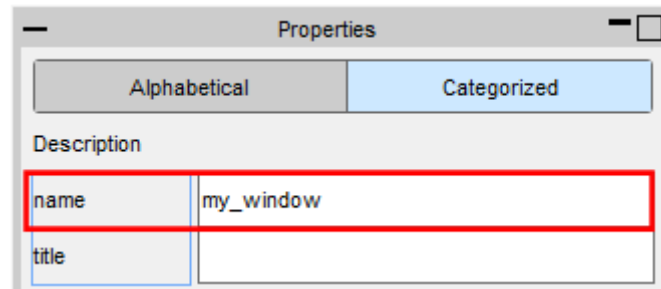 Properties
Alphabetical Categorized
Description
name my_window
title